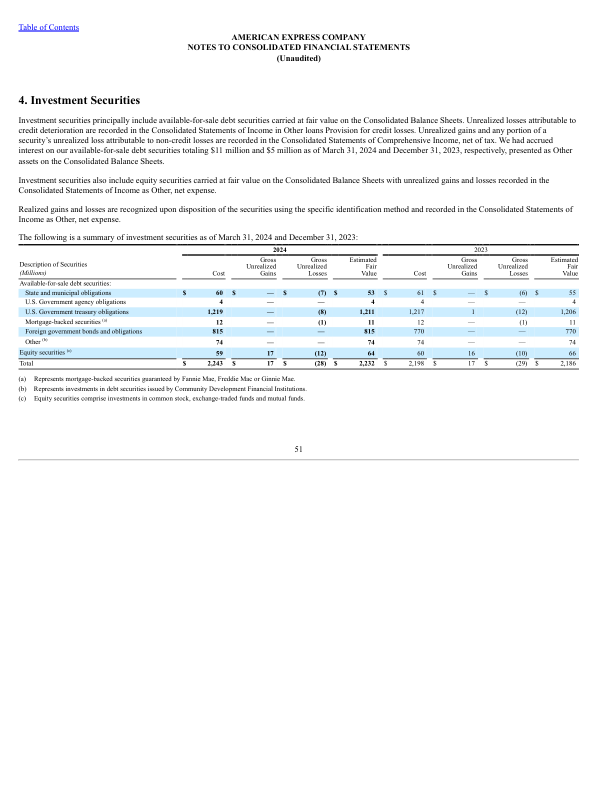 Table of Contents
AMERICAN EXPRESS COMPANY
NOTES TO CONSOLIDATED FINANCIAL STATEMENTS
(Unaudited)
4. Investment Securities
Investment securities principally include available-for-sale debt securities carried at fair value on the Consolidated Balance Sheets. Unrealized losses attributable to
credit deterioration are recorded in the Consolidated Statements of Income in Other loans Provision for credit losses. Unrealized gains and any portion of a
security's unrealized loss attributable to non-credit losses are recorded in the Consolidated Statements of Comprehensive Income, net of tax. We had accrued
interest on our available-for-sale debt securities totaling $11 million and $5 million as of March 31, 2024 and December 31, 2023, respectively, presented as Other
assets on the Consolidated Balance Sheets.
Investment securities also include equity securities carried at fair value on the Consolidated Balance Sheets with unrealized gains and losses recorded in the
Consolidated Statements of Income as Other, net expense.
Realized gains and losses are recognized upon disposition of the securities using the specific identification method and recorded in the Consolidated Statements of
Income as Other, net expense.
The following is a summary of investment securities as of March 31, 2024 and December 31, 2023:
2024 2023
Description of Securities (Millions) Cost Gross Unrealized Gains Gross Unrealized Losses Estimated Fair Value Cost Gross Unrealized Gains Gross Unrealized Losses Estimated Fair Value
Available-for-sale debt securities:
State and municipal obligations $ 60 $ — $ (7) $ 53 $ 61 $ — $ (6) $ 55
U.S. Government agency obligations 4 — — 4 4 — — 4
U.S. Government treasury obligations 1,219 — (8) 1,211 1,217 1 (12) 1,206
Mortgage-backed securities (a) 12 — (1) 11 12 — (1) 11
Foreign government bonds and obligations 815 — — 815 770 — — 770
Other (b) 74 — — 74 74 — — 74
Equity securities (c) 59 17 (12) 64 60 16 (10) 66
Total $ 2,243 $ 17 $ (28) $ 2,232 $ 2,198 $ 17 $ (29) $ 2,186
(a) Represents mortgage-backed securities guaranteed by Fannie Mae, Freddie Mac or Ginnie Mae.
(b) Represents investments in debt securities issued by Community Development Financial Institutions.
(c) Equity securities comprise investments in common stock, exchange-traded funds and mutual funds.
51